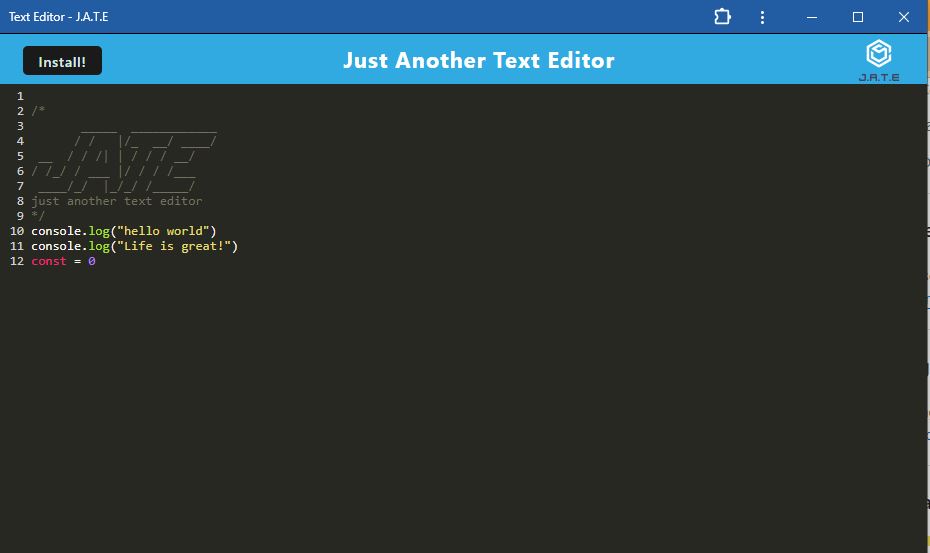 Text Editor - J.A.T.E
Install!
Just Another Text Editor
J.A.T.E
1
2 /*
3        _____  ____________
4       / /   |/_  __/ ____/
5  __  / / /| | / / / __/
6 / /_/ / ___ |/ / / /___
7  ____/_/  |_/_/ /_____/
8 just another text editor
9 */
10 console.log("hello world")
11 console.log("Life is great!")
12 const = 0